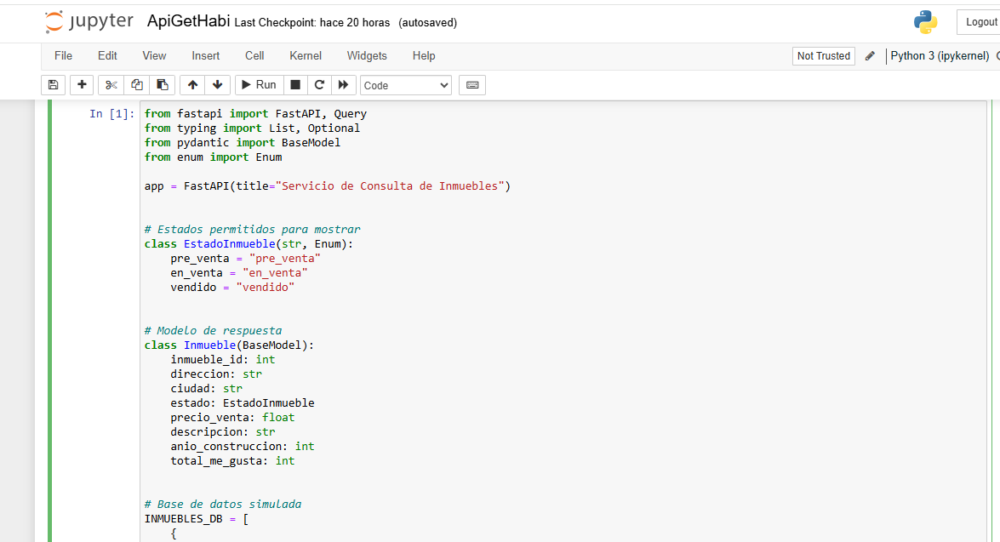 jupyter ApiGetHabi Last Checkpoint: hace 20 horas (autosaved)
Logout
File Edit View Insert Cell Kernel Widgets Help
Not Trusted Python 3 (ipykernel)
Run Code
In [1]:
from fastapi import FastAPI, Query
from typing import List, Optional
from pydantic import BaseModel
from enum import Enum
app = FastAPI(title="Servicio de Consulta de Inmuebles")
# Estados permitidos para mostrar
class EstadoInmueble(str, Enum):
    pre_venta = "pre_venta"
    en_venta = "en_venta"
    vendido = "vendido"
# Modelo de respuesta
class Inmueble(BaseModel):
    inmueble_id: int
    direccion: str
    ciudad: str
    estado: EstadoInmueble
    precio_venta: float
    descripcion: str
    anio_construccion: int
    total_me_gusta: int
# Base de datos simulada
INMUEBLES_DB = [
    {